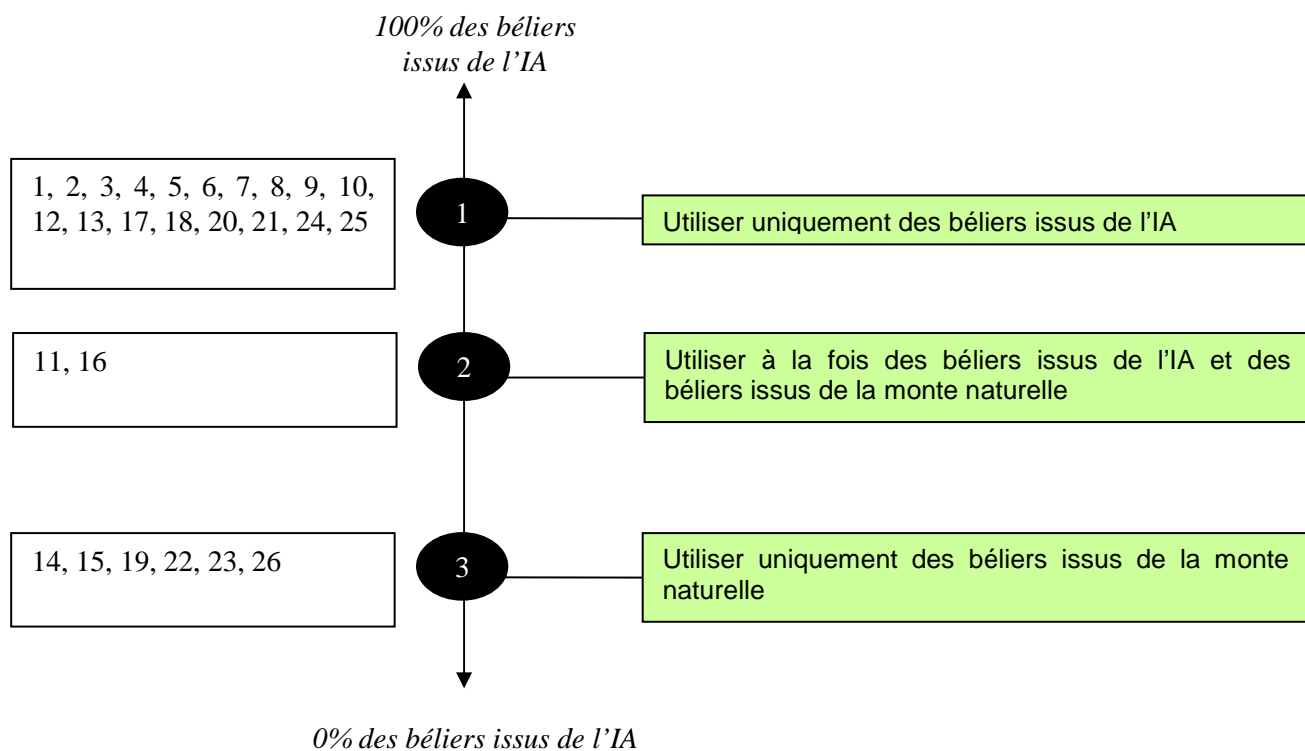 100% des béliers
issus de l'IA
1, 2, 3, 4, 5, 6, 7, 8, 9, 10,
12, 13, 17, 18, 20, 21, 24, 25
1
Utiliser uniquement des béliers issus de l'IA
11, 16
2
Utiliser à la fois des béliers issus de l'IA et des
béliers issus de la monte naturelle
14, 15, 19, 22, 23, 26
3
Utiliser uniquement des béliers issus de la monte
naturelle
0% des béliers issus de l'IA